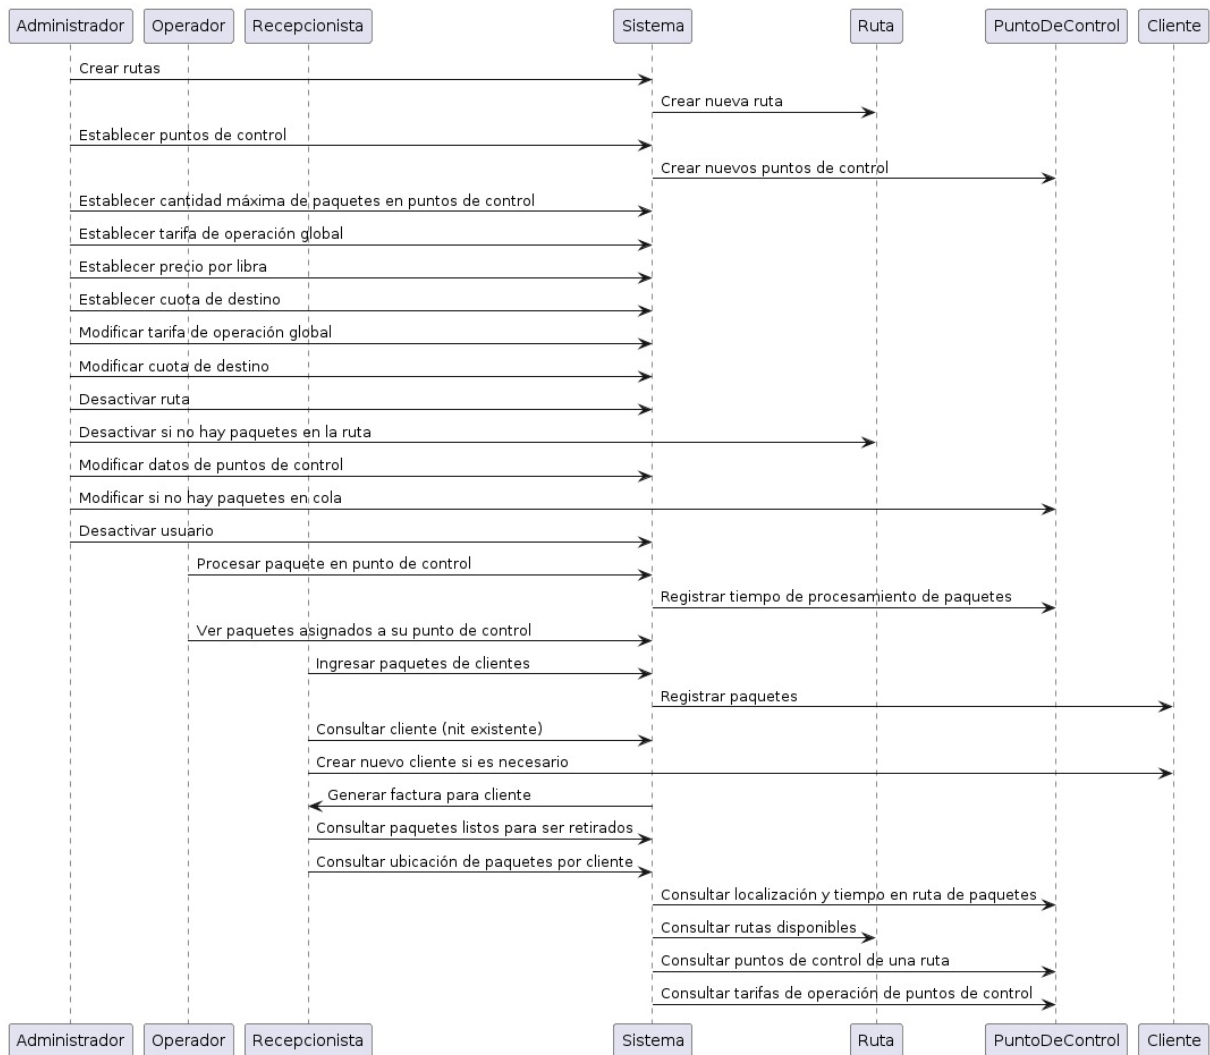 Administrador Operador Recepcionista Sistema Ruta PuntoDeControl Cliente
Crear rutas
Crear nueva ruta
Establecer puntos de control
Crear nuevos puntos de control
Establecer cantidad máxima de paquetes en puntos de control
Establecer tarifa de operación global
Establecer precio por libra
Establecer cuota de destino
Modificar tarifa de operación global
Modificar cuota de destino
Desactivar ruta
Desactivar si no hay paquetes en la ruta
Modificar datos de puntos de control
Modificar si no hay paquetes en cola
Desactivar usuario
Procesar paquete en punto de control
Registrar tiempo de procesamiento de paquetes
Ver paquetes asignados a su punto de control
Ingresar paquetes de clientes
Registrar paquetes
Consultar cliente (nit existente)
Crear nuevo cliente si es necesario
Generar factura para cliente
Consultar paquetes listos para ser retirados
Consultar ubicación de paquetes por cliente
Consultar localización y tiempo en ruta de paquetes
Consultar rutas disponibles
Consultar puntos de control de una ruta
Consultar tarifas de operación de puntos de control
Administrador Operador Recepcionista Sistema Ruta PuntoDeControl Cliente